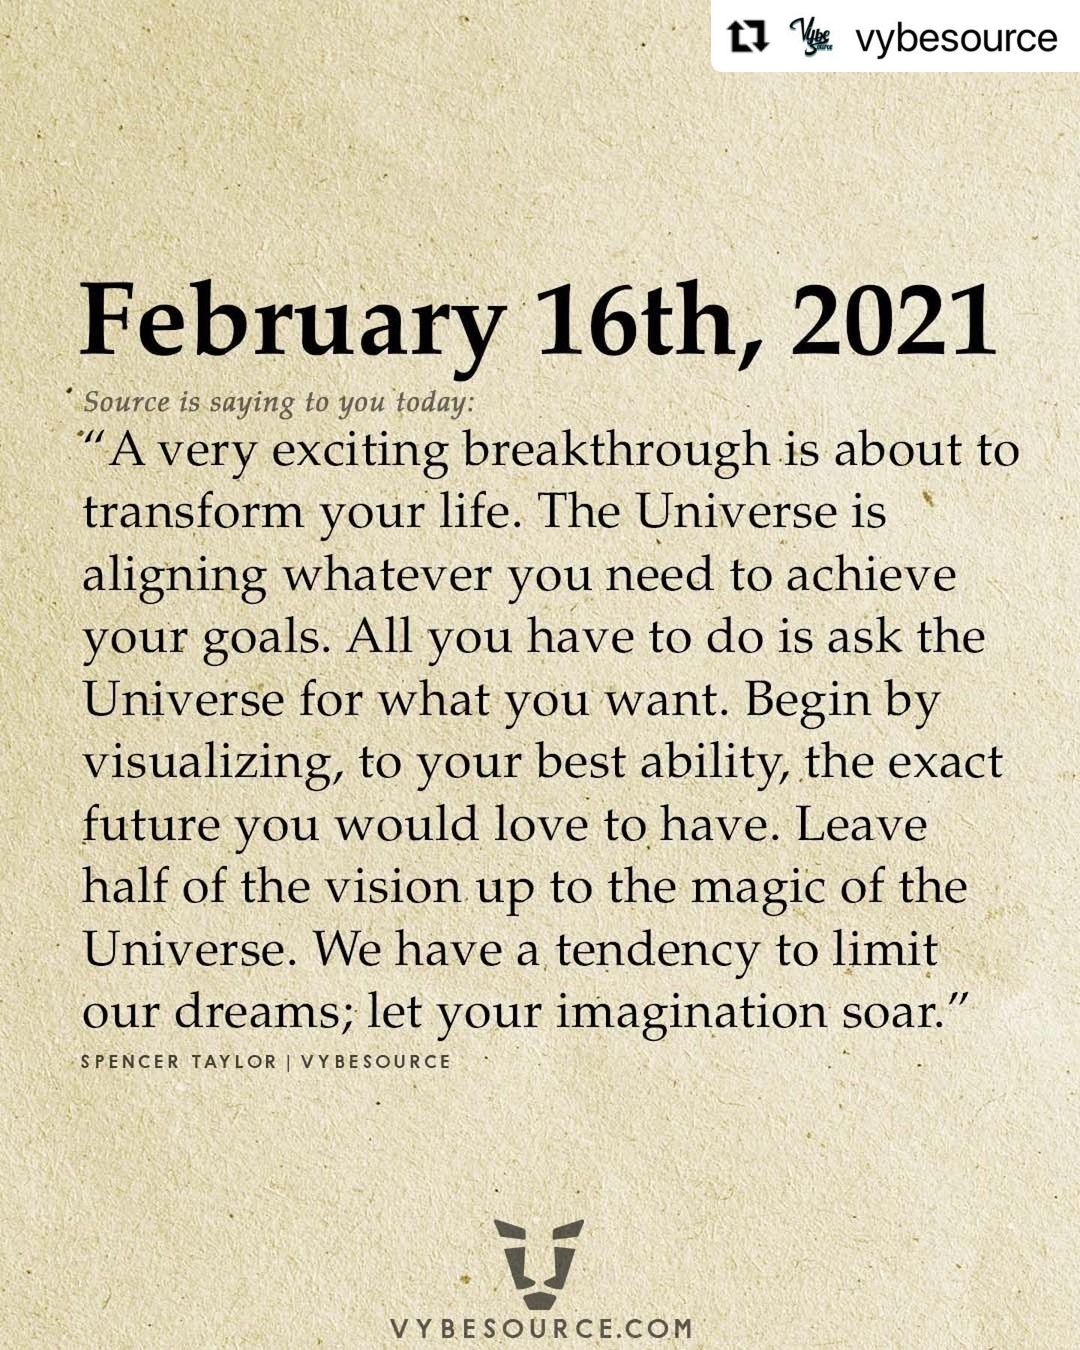 Vybe Source vybesource
February 16th, 2021
Source is saying to you today:
“A very exciting breakthrough is about to
transform your life. The Universe is
aligning whatever you need to achieve
your goals. All you have to do is ask the
Universe for what you want. Begin by
visualizing, to your best ability, the exact
future you would love to have. Leave
half of the vision up to the magic of the
Universe. We have a tendency to limit
our dreams; let your imagination soar.”
SPENCER TAYLOR | VYBESOURCE
VYBESOURCE.COM